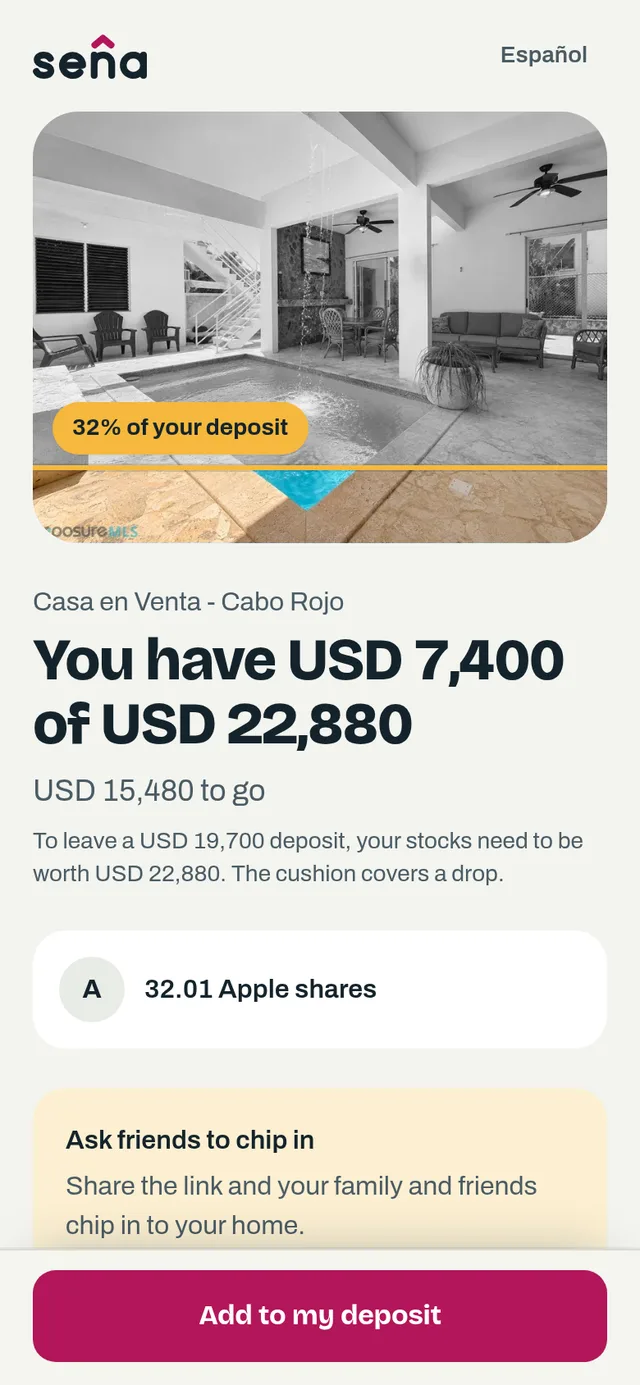 seña
Español
32% of your deposit
MLS
Casa en Venta - Cabo Rojo
You have USD 7,400
of USD 22,880
USD 15,480 to go
To leave a USD 19,700 deposit, your stocks need to be
worth USD 22,880. The cushion covers a drop.
A
32.01 Apple shares
Ask friends to chip in
Share the link and your family and friends
chip in to your home.
Add to my deposit